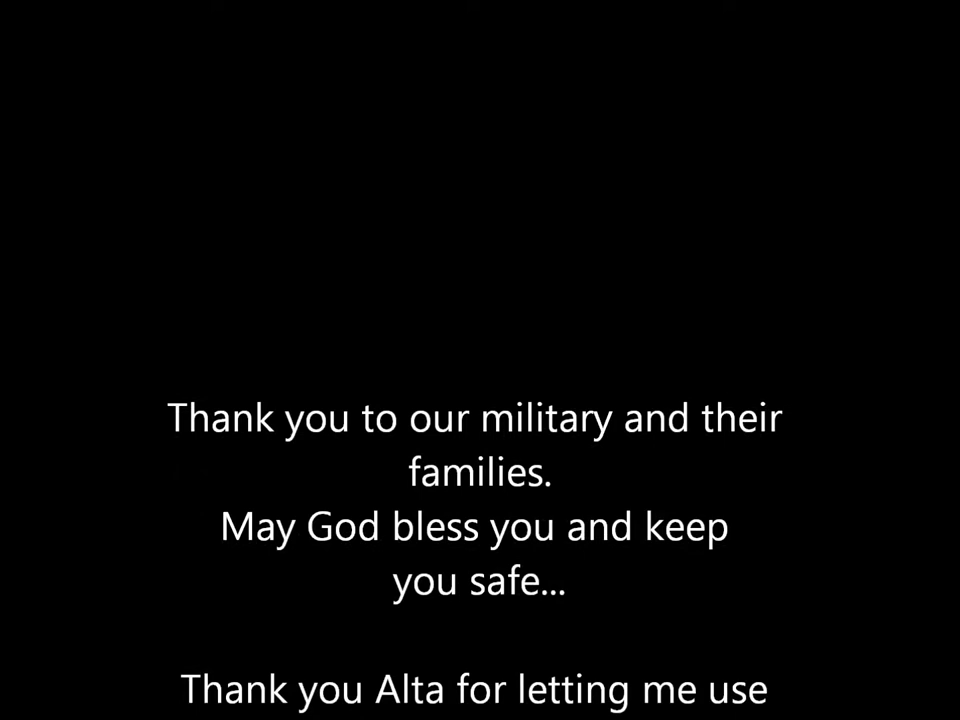 Thank you to our military and their
families.
May God bless you and keep
you safe...
Thank you Alta for letting me use